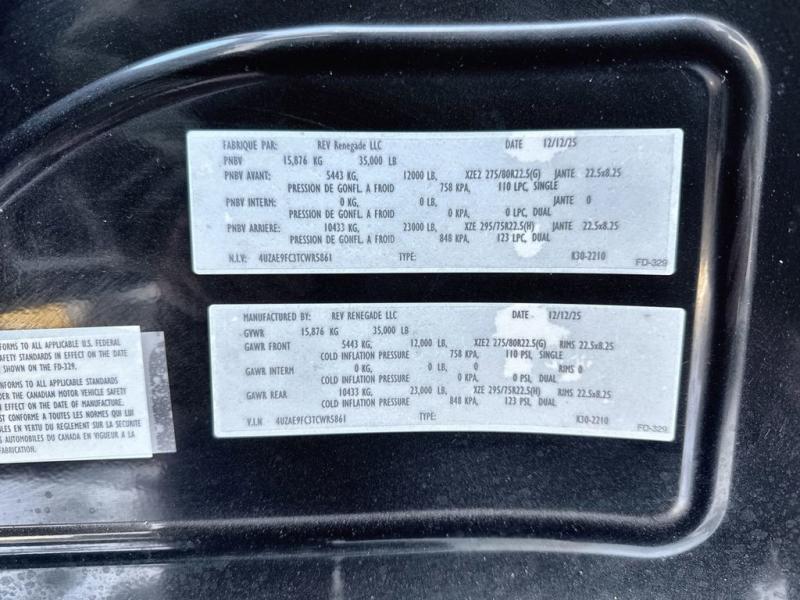 FABRIQUE PAR: REV Renegade LLC DATE 12/12/25
PNBV 15,876 KG 35,000 LB
PNBV AVANT: 5443 KG, 12000 LB, XZE2 275/80R22.5(G) JANTE 22.5x8.25
PRESSION DE GONFL. A FROID 758 KPA, 110 LPC, SINGLE
PNBV INTERM: 0 KG, 0 LB, JANTE 0
PRESSION DE GONFL. A FROID 0 KPA, 0 LPC, DUAL
PNBV ARRIERE: 10433 KG, 23000 LB, XZE 295/75R22.5(H) JANTE 22.5x8.25
PRESSION DE GONFL. A FROID 848 KPA, 123 LPC, DUAL
N.I.V: 4UZAE9FC3TCWR5861 TYPE: K30-2210
FD-329
MANUFACTURED BY: REV RENEGADE LLC DATE 12/12/25
GVWR 15,876 KG 35,000 LB
GAWR FRONT 5443 KG, 12,000 LB, XZE2 275/80R22.5(G) RIMS 22.5x8.25
COLD INFLATION PRESSURE 758 KPA, 110 PSI, SINGLE
GAWR INTERM 0 KG, 0 LB, RIMS 0
COLD INFLATION PRESSURE 0 KPA, 0 PSI, DUAL
GAWR REAR 10433 KG, 23,000 LB, XZE 295/75R22.5(H) RIMS 22.5x8.25
COLD INFLATION PRESSURE 848 KPA, 123 PSI, DUAL
V.I.N 4UZAE9FC3TCWR5861 TYPE: K30-2210
FD-329
FORMS TO ALL APPLICABLE U.S. FEDERAL
AFETY STANDARDS IN EFFECT ON THE DATE
SHOWN ON THE FD-329.
NFORMS TO ALL APPLICABLE STANDARDS
DER THE CANADIAN MOTOR VEHICLE SAFETY
N EFFECT ON THE DATE OF MANUFACTURE.
ST CONFORME A TOUTES LES NORMES QUI LUI
LES EN VERTU DU REGLEMENT SUR LA SECURITE
S AUTOMOBILES DU CANADA EN VIGUEUR A LA
FABRICATION.